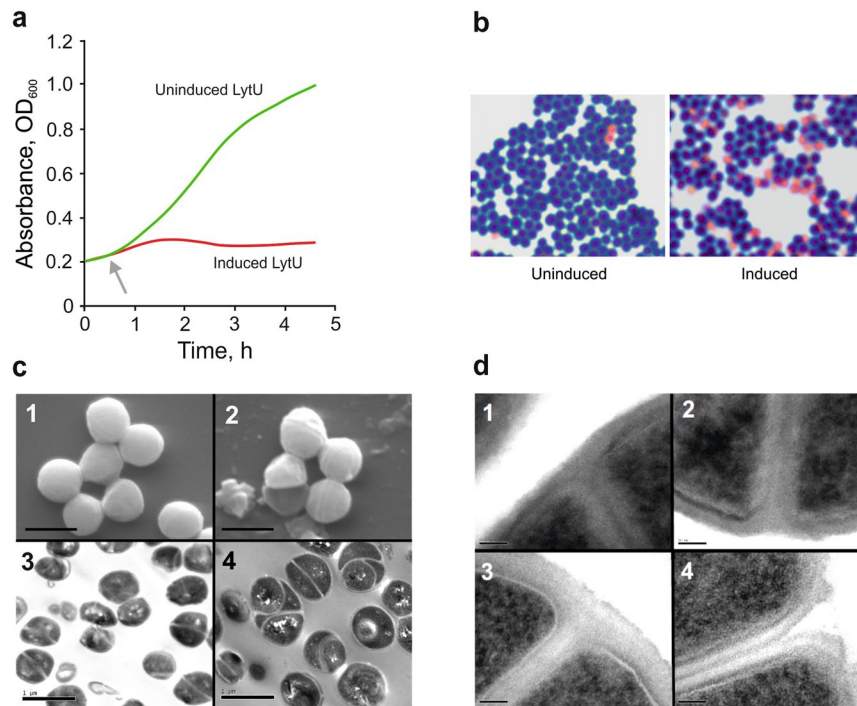 a
1.2
1.0
0.8
0.6
0.4
0.2
0
Absorbance, OD600
Uninduced LytU
Induced LytU
0 1 2 3 4 5
Time, h
b
Uninduced Induced
c
1 2
3 4
1 µm
d
1 2
3 4